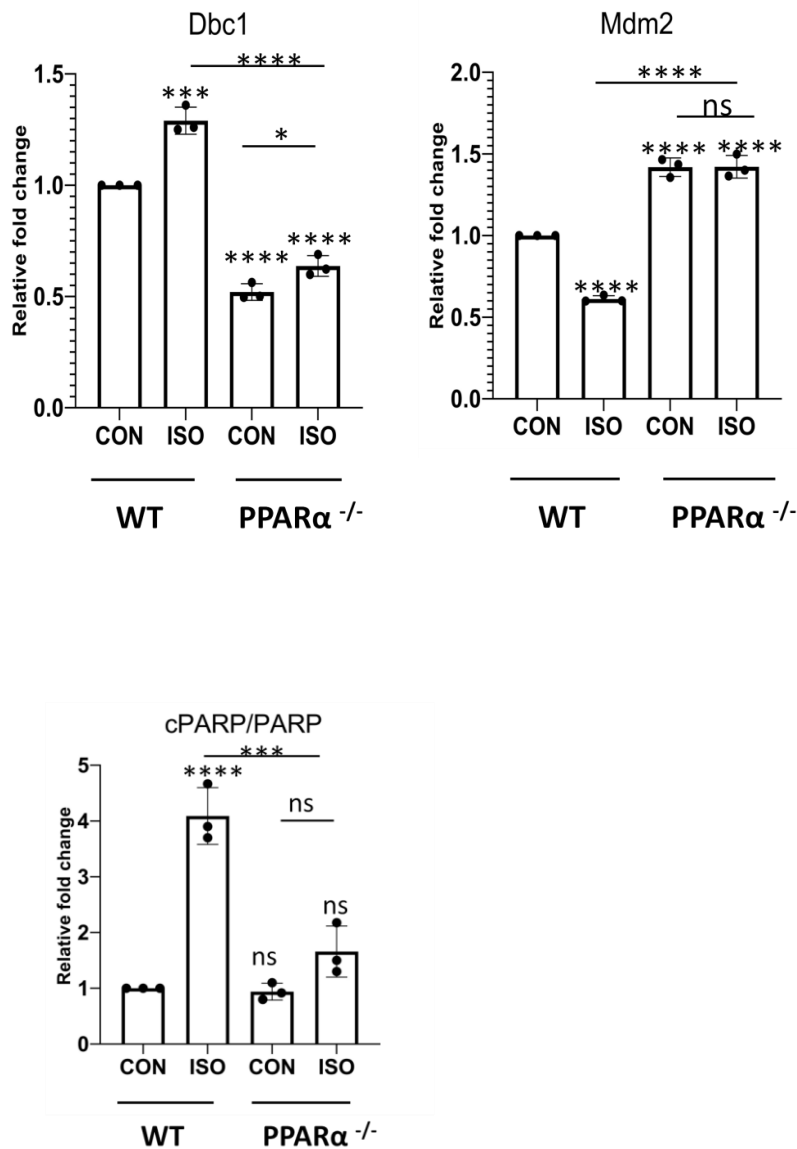 Dbc1
****
***
*
****
****
Relative fold change
1.5
1.0
0.5
0.0
CON ISO CON ISO
WT PPARα -/-
Mdm2
****
ns
**** ****
****
Relative fold change
2.0
1.5
1.0
0.5
0.0
CON ISO CON ISO
WT PPARα -/-
cPARP/PARP
***
****
ns
ns
ns
Relative fold change
5
4
3
2
1
0
CON ISO CON ISO
WT PPARα -/-